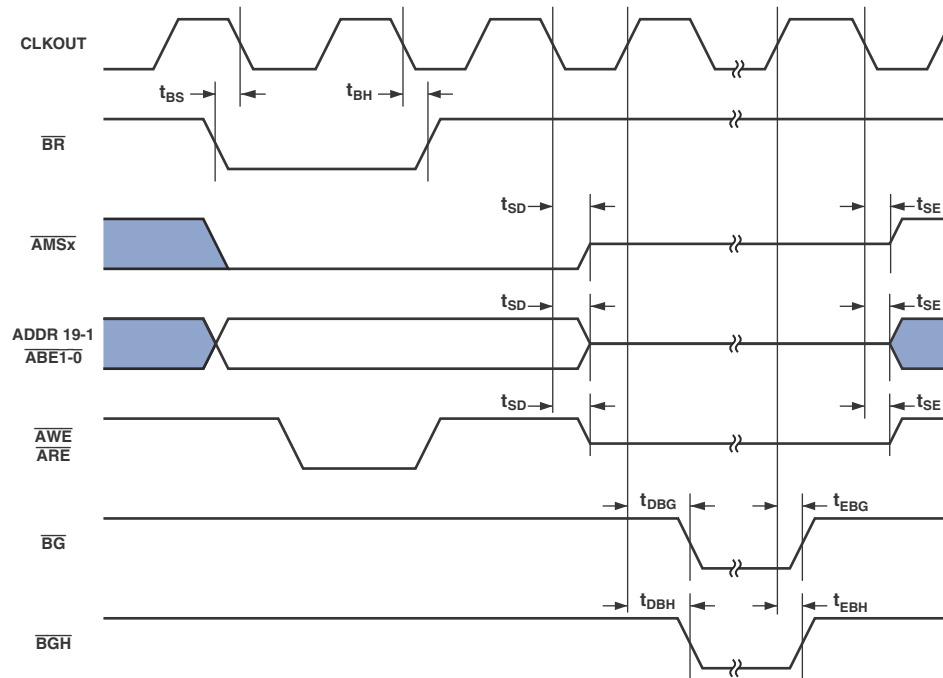 CLKOUT
tBS
tBH
BR
tSD
tSE
AMSx
tSD
tSE
ADDR 19-1
ABE1-0
tSD
tSE
AWE
ARE
tDBG
tEBG
BG
tDBH
tEBH
BGH